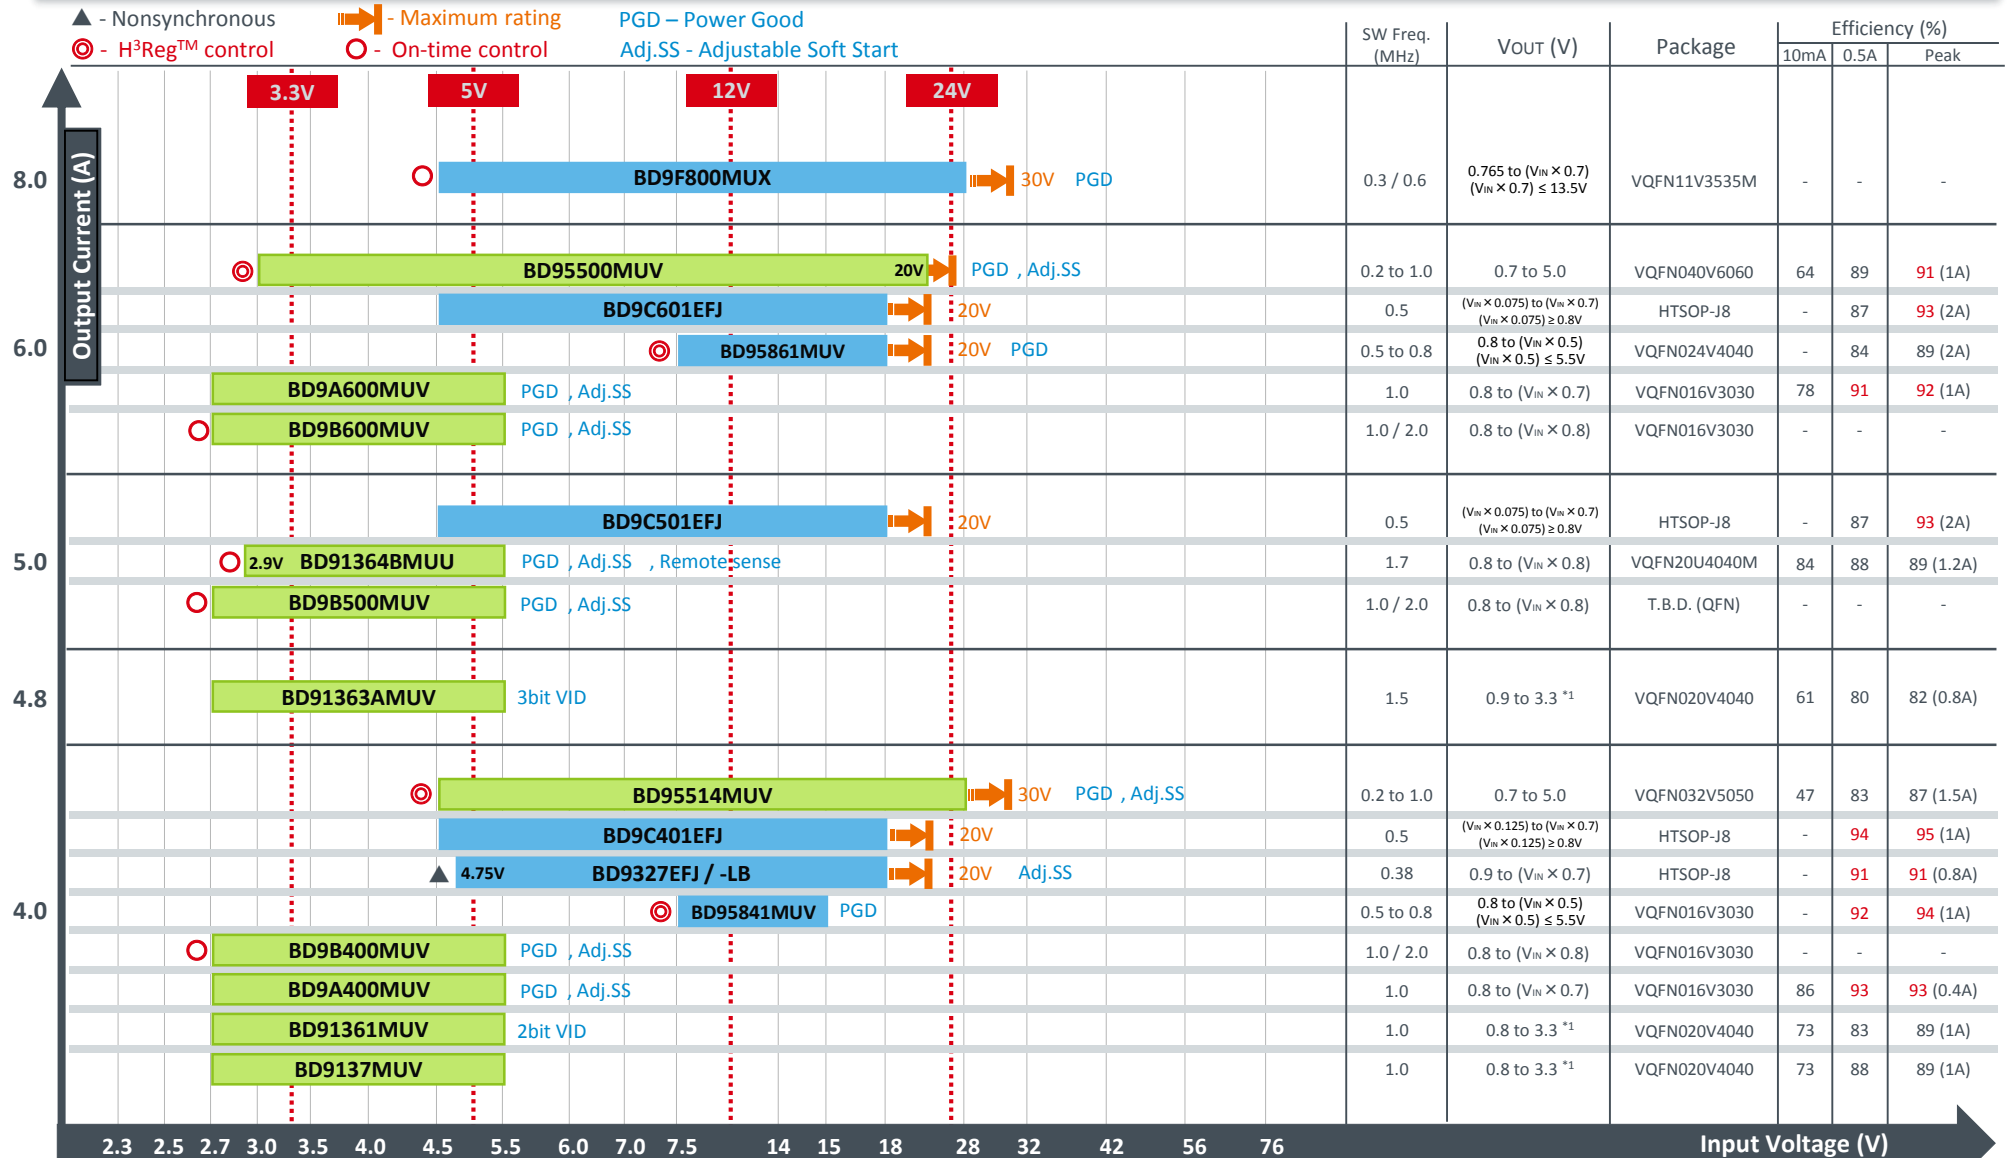 ▲ - Nonsynchronous
- Maximum rating
PGD – Power Good
◎ - H³Reg™ control
○ - On-time control
Adj.SS - Adjustable Soft Start
SW Freq. (MHz)
VOUT (V)
Package
Efficiency (%)
10mA 0.5A Peak
3.3V 5V 12V 24V
Output Current (A)
8.0
BD9F800MUX 30V PGD
0.3 / 0.6
0.765 to (VIN × 0.7)
(VIN × 0.7) ≤ 13.5V
VQFN11V3535M - - -
BD95500MUV 20V PGD , Adj.SS
0.2 to 1.0 0.7 to 5.0 VQFN040V6060 64 89 91 (1A)
BD9C601EFJ 20V
0.5
(VIN × 0.075) to (VIN × 0.7)
(VIN × 0.075) ≥ 0.8V
HTSOP-J8 - 87 93 (2A)
6.0
BD95861MUV 20V PGD
0.5 to 0.8
0.8 to (VIN × 0.5)
(VIN × 0.5) ≤ 5.5V
VQFN024V4040 - 84 89 (2A)
BD9A600MUV PGD , Adj.SS
1.0 0.8 to (VIN × 0.7) VQFN016V3030 78 91 92 (1A)
BD9B600MUV PGD , Adj.SS
1.0 / 2.0 0.8 to (VIN × 0.8) VQFN016V3030 - - -
BD9C501EFJ 20V
0.5
(VIN × 0.075) to (VIN × 0.7)
(VIN × 0.075) ≥ 0.8V
HTSOP-J8 - 87 93 (2A)
5.0
2.9V BD91364BMUU PGD , Adj.SS , Remote sense
1.7 0.8 to (VIN × 0.8) VQFN20U4040M 84 88 89 (1.2A)
BD9B500MUV PGD , Adj.SS
1.0 / 2.0 0.8 to (VIN × 0.8) T.B.D. (QFN) - - -
4.8
BD91363AMUV 3bit VID
1.5 0.9 to 3.3 *1 VQFN020V4040 61 80 82 (0.8A)
BD95514MUV 30V PGD , Adj.SS
0.2 to 1.0 0.7 to 5.0 VQFN032V5050 47 83 87 (1.5A)
BD9C401EFJ 20V
0.5
(VIN × 0.125) to (VIN × 0.7)
(VIN × 0.125) ≥ 0.8V
HTSOP-J8 - 94 95 (1A)
▲ 4.75V BD9327EFJ / -LB 20V Adj.SS
0.38 0.9 to (VIN × 0.7) HTSOP-J8 - 91 91 (0.8A)
4.0
BD95841MUV PGD
0.5 to 0.8
0.8 to (VIN × 0.5)
(VIN × 0.5) ≤ 5.5V
VQFN016V3030 - 92 94 (1A)
BD9B400MUV PGD , Adj.SS
1.0 / 2.0 0.8 to (VIN × 0.8) VQFN016V3030 - - -
BD9A400MUV PGD , Adj.SS
1.0 0.8 to (VIN × 0.7) VQFN016V3030 86 93 93 (0.4A)
BD91361MUV 2bit VID
1.0 0.8 to 3.3 *1 VQFN020V4040 73 83 89 (1A)
BD9137MUV
1.0 0.8 to 3.3 *1 VQFN020V4040 73 88 89 (1A)
2.3 2.5 2.7 3.0 3.5 4.0 4.5 5.5 6.0 7.0 7.5 14 15 18 28 32 42 56 76
Input Voltage (V)